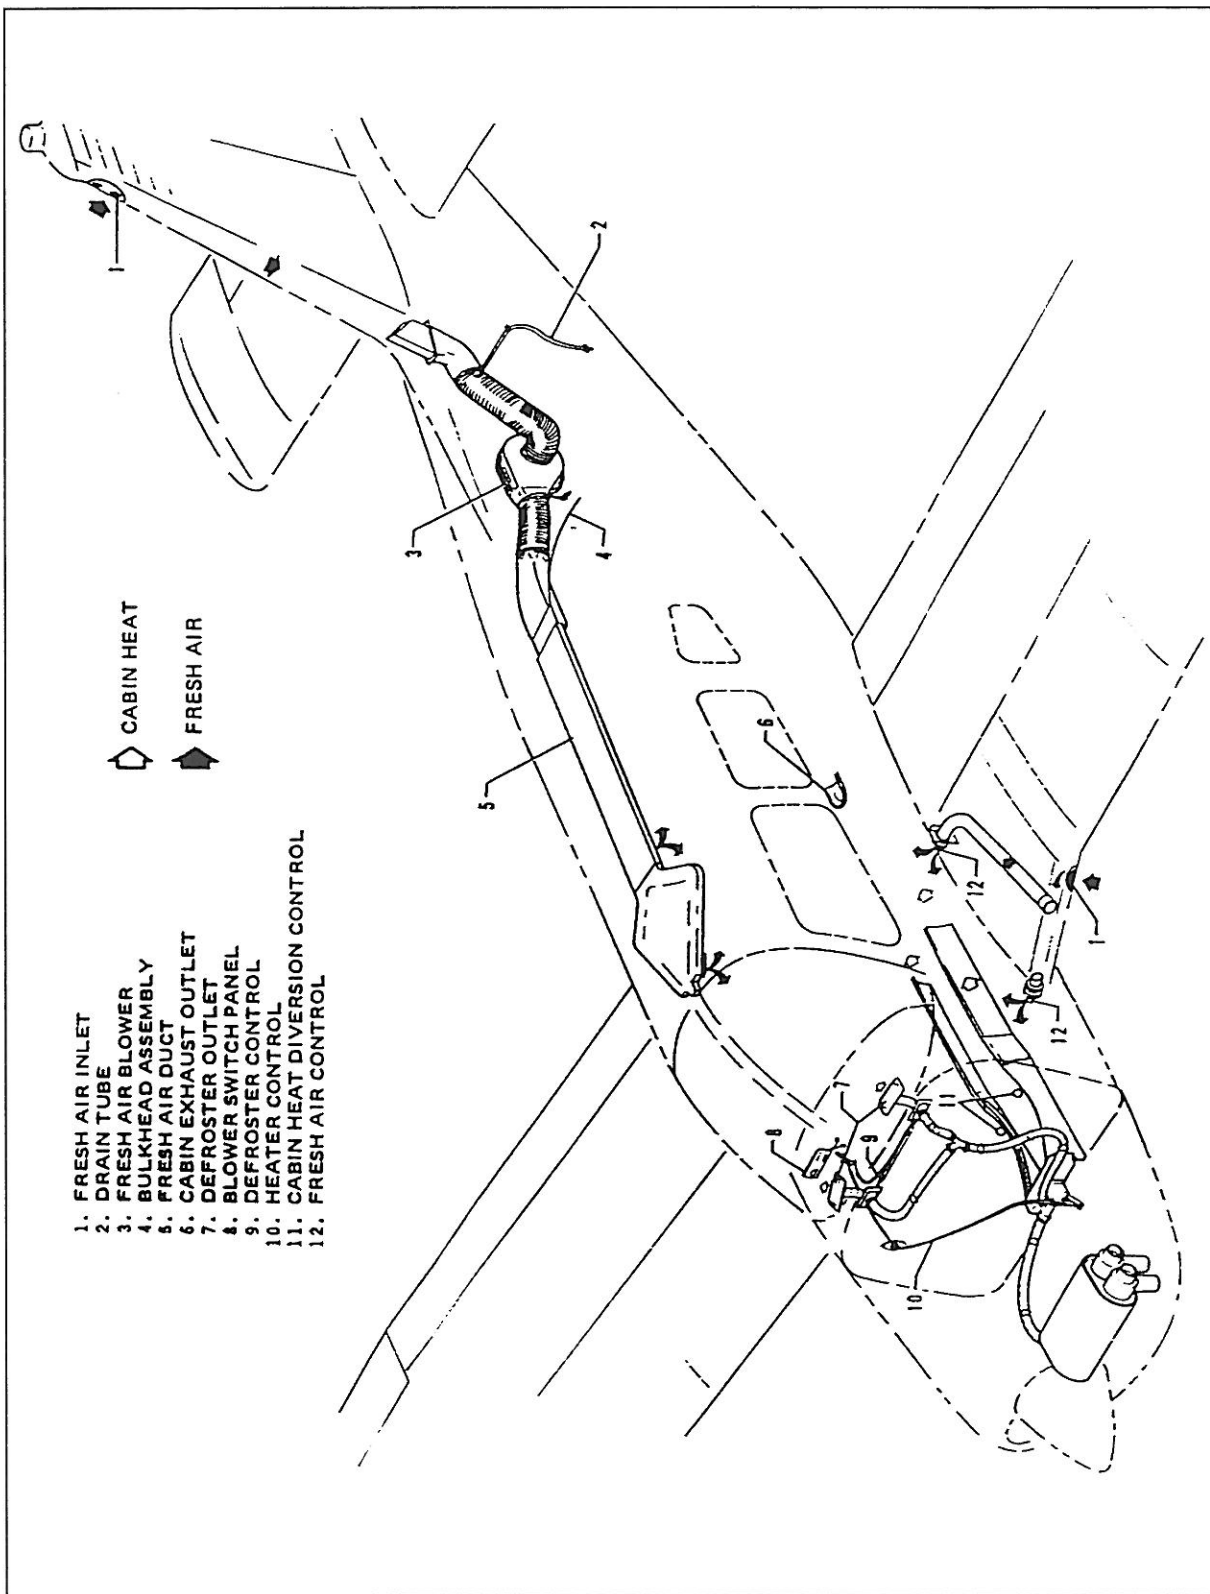 1. FRESH AIR INLET
2. DRAIN TUBE
3. FRESH AIR BLOWER
4. BULKHEAD ASSEMBLY
5. FRESH AIR DUCT
6. CABIN EXHAUST OUTLET
7. DEFROSTER OUTLET
8. BLOWER SWITCH PANEL
9. DEFROSTER CONTROL
10. HEATER CONTROL
11. CABIN HEAT DIVERSION CONTROL
12. FRESH AIR CONTROL
CABIN HEAT
FRESH AIR
1
2
3
4
5
6
7
8
9
10
11
12
12
1